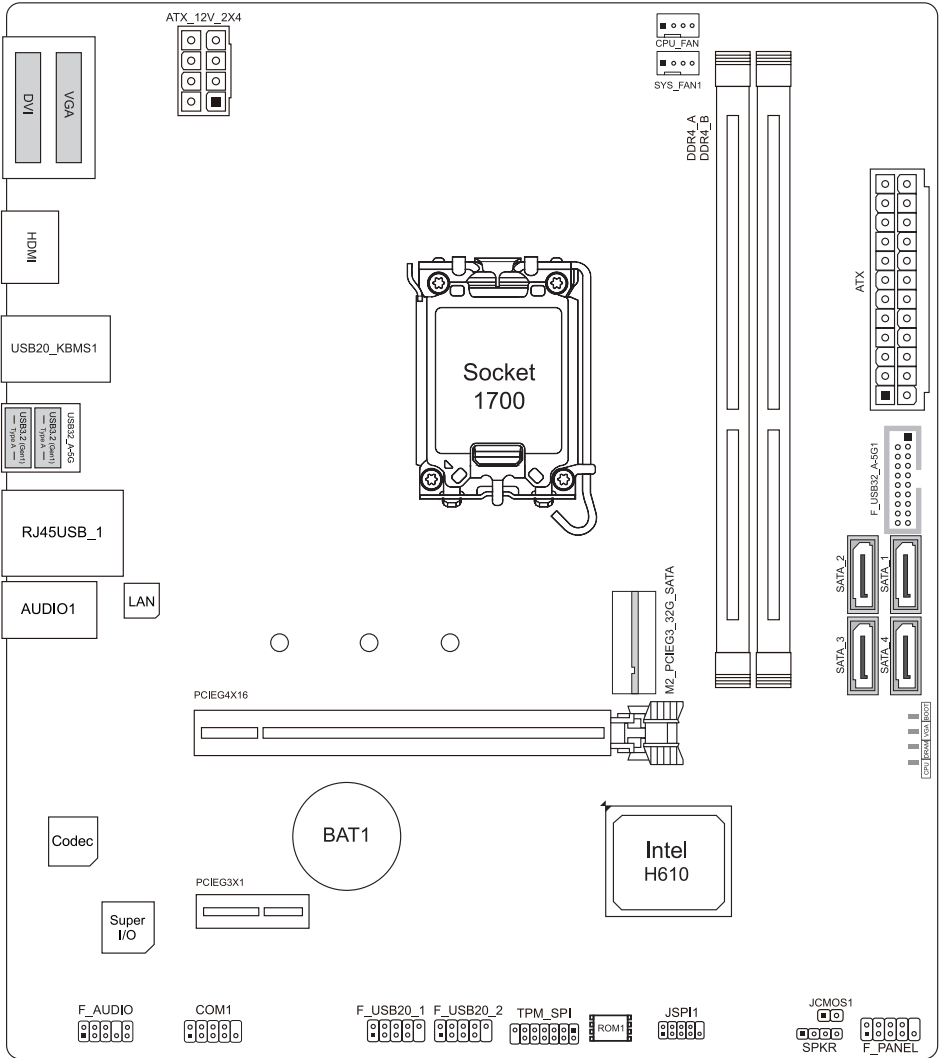 ATX_12V_2X4
CPU_FAN
SYS_FAN1
DVI
VGA
DDR4_A
DDR4_B
HDMI
ATX
USB20_KBMS1
Socket
1700
USB3.2 (Gen1)
Type A
USB3.2 (Gen1)
Type A
USB32_A-5G
F_USB32_A-5G1
RJ45USB_1
SATA_2
SATA_1
AUDIO1
LAN
M2_PCIEG3_32G_SATA
SATA_3
SATA_4
PCIEG4X16
CPU DRAM VGA BOOT
BAT1
Codec
Intel
H610
PCIEG3X1
Super
I/O
F_AUDIO
COM1
F_USB20_1
F_USB20_2
TPM_SPI
ROM1
JSPI1
JCMOS1
SPKR
F_PANEL